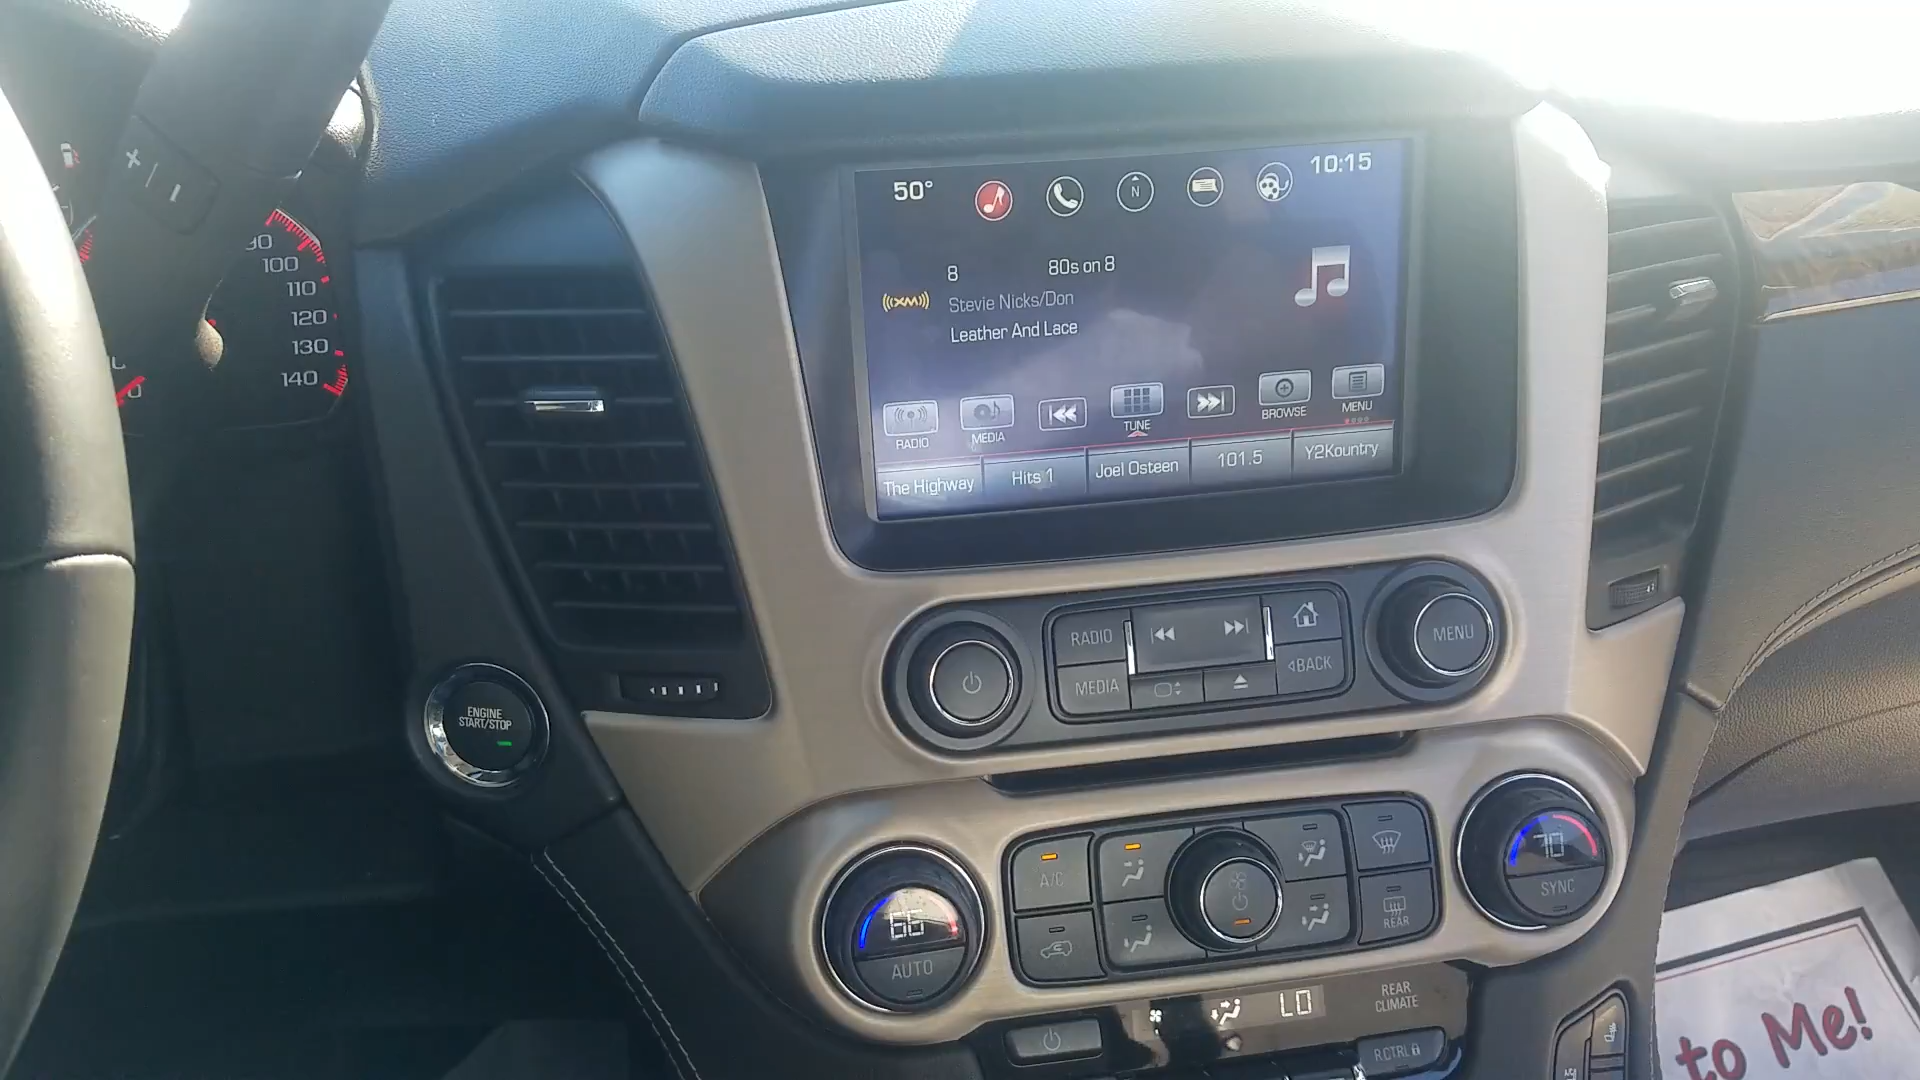 50° N 10:15
8 80s on 8
((XM)) Stevie Nicks/Don
Leather And Lace
RADIO MEDIA TUNE BROWSE MENU
The Highway Hits 1 Joel Osteen 101.5 Y2Kountry
100
110
120
130
140
RADIO
MEDIA
BACK
MENU
ENGINE
START/STOP
A/C
REAR
AUTO
70
SYNC
LO
REAR
CLIMATE
R.CTRL
to Me!